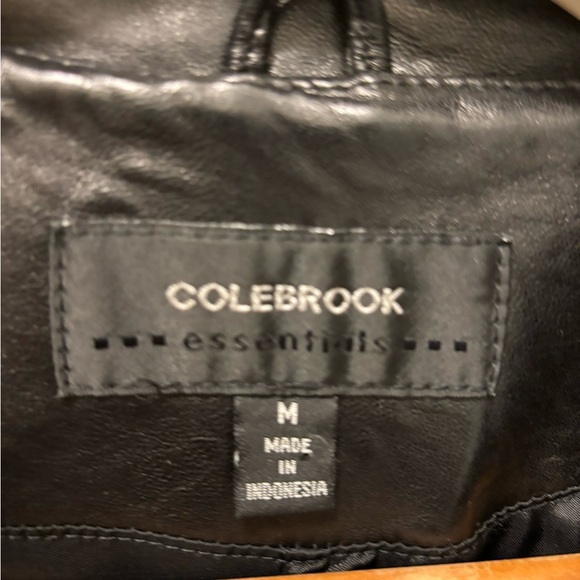 COLEBROOK
essentials
M
MADE
IN
INDONESIA